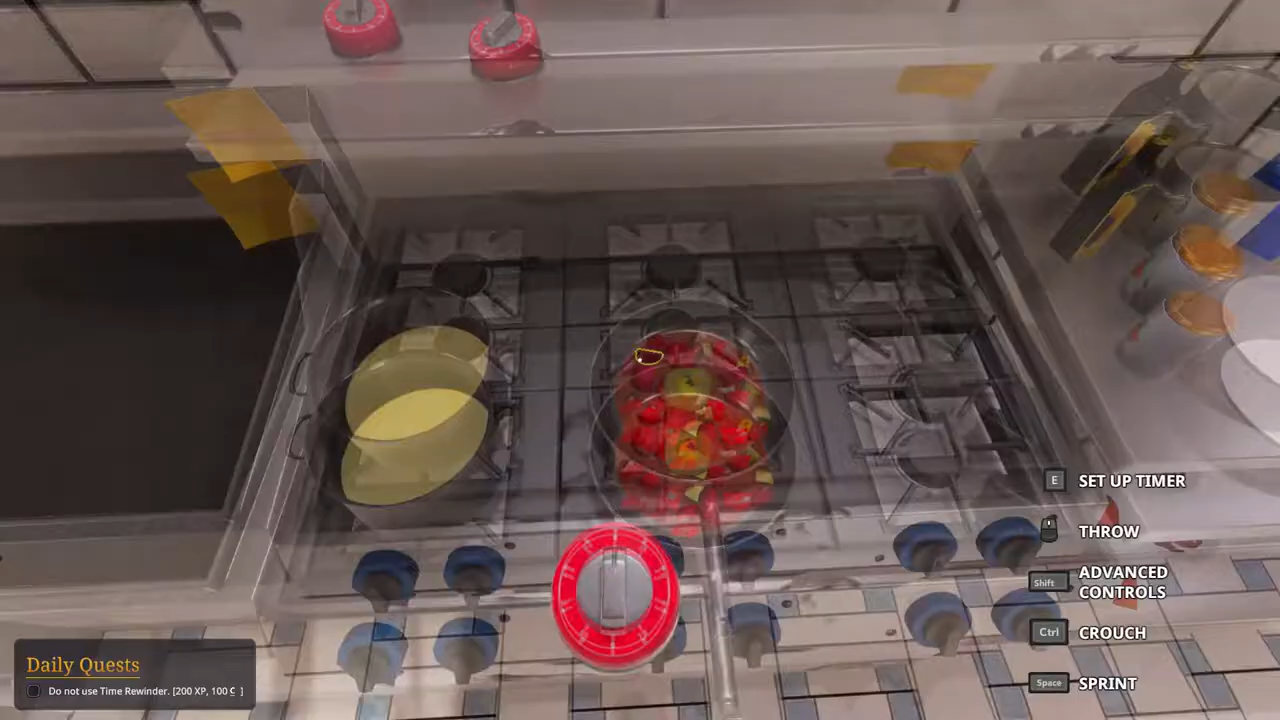 E SET UP TIMER
THROW
Shift ADVANCED
CONTROLS
Ctrl CROUCH
Space SPRINT
Daily Quests
Do not use Time Rewinder. [200 XP, 100€ ]